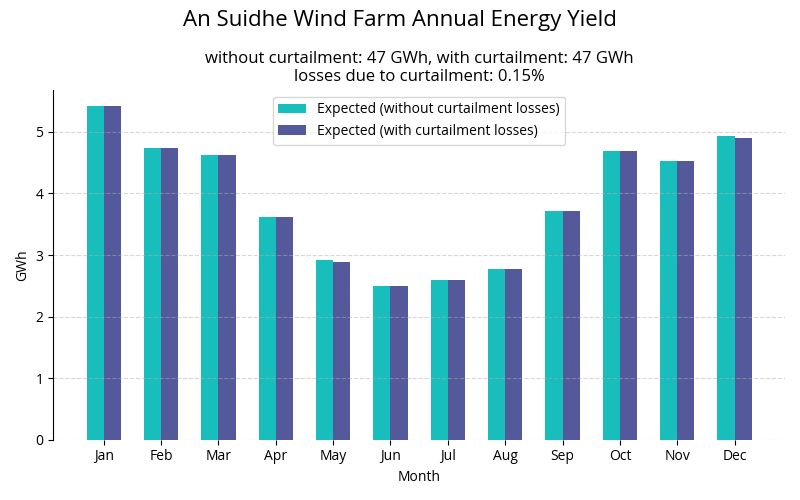 An Suidhe Wind Farm Annual Energy Yield
without curtailment: 47 GWh, with curtailment: 47 GWh
losses due to curtailment: 0.15%
Expected (without curtailment losses)
Expected (with curtailment losses)
GWh
5
4
3
2
1
0
Jan Feb Mar Apr May Jun Jul Aug Sep Oct Nov Dec
Month